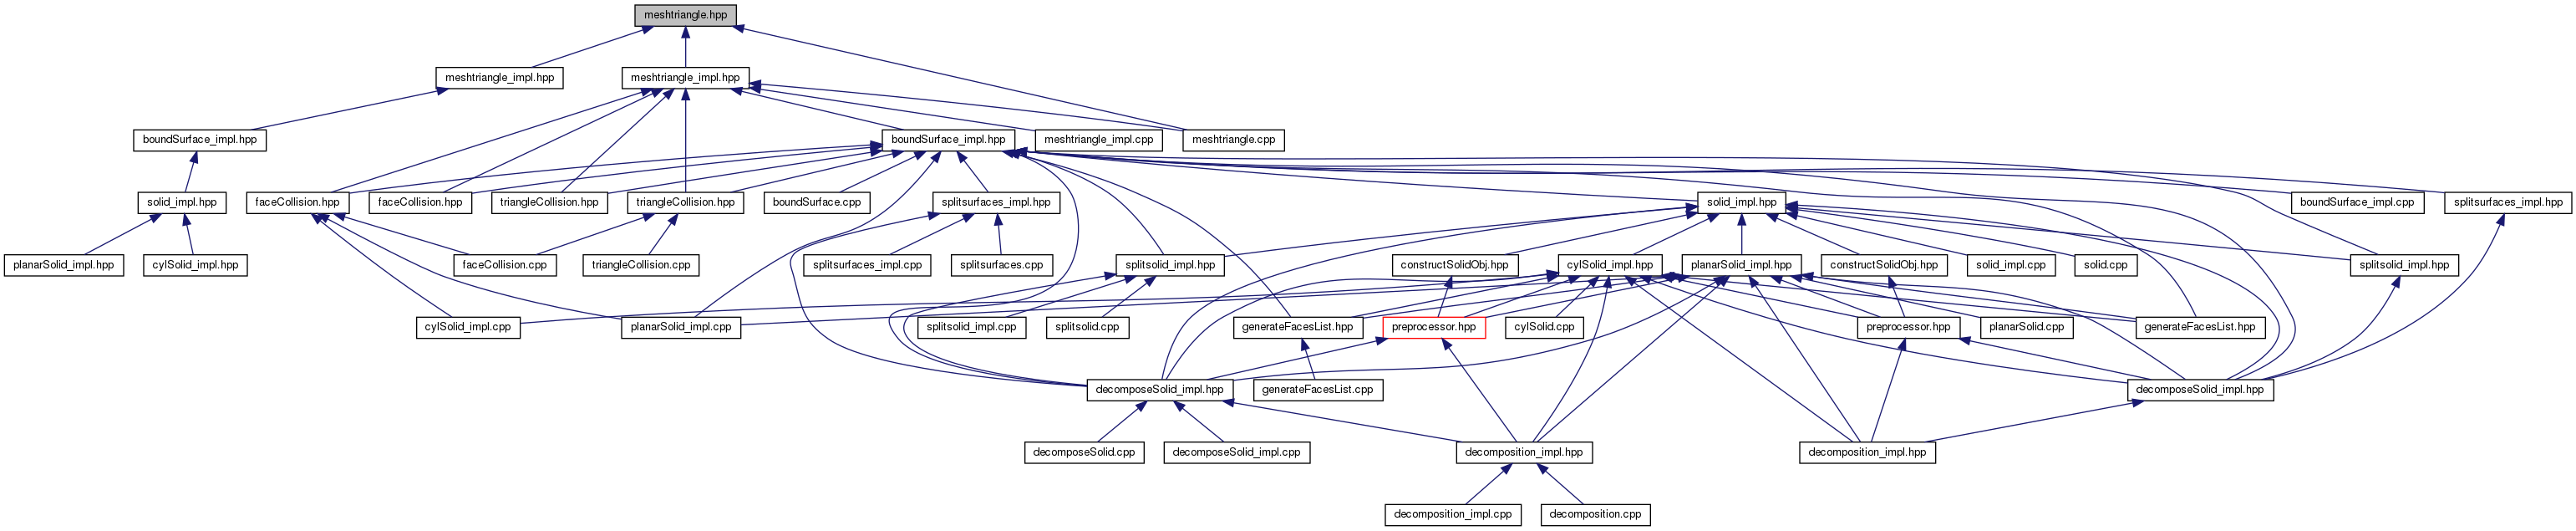 meshtriangle.hpp
meshtriangle_impl.hpp
meshtriangle_impl.hpp
boundSurface_impl.hpp
boundSurface_impl.hpp
meshtriangle_impl.cpp
meshtriangle.cpp
solid_impl.hpp
faceCollision.hpp
faceCollision.hpp
triangleCollision.hpp
triangleCollision.hpp
boundSurface.cpp
splitsurfaces_impl.hpp
solid_impl.hpp
boundSurface_impl.cpp
splitsurfaces_impl.hpp
planarSolid_impl.hpp
cylSolid_impl.hpp
faceCollision.cpp
triangleCollision.cpp
splitsurfaces_impl.cpp
splitsurfaces.cpp
splitsolid_impl.hpp
constructSolidObj.hpp
cylSolid_impl.hpp
planarSolid_impl.hpp
constructSolidObj.hpp
solid_impl.cpp
solid.cpp
splitsolid_impl.hpp
cylSolid_impl.cpp
planarSolid_impl.cpp
splitsolid_impl.cpp
splitsolid.cpp
generateFacesList.hpp
preprocessor.hpp
cylSolid.cpp
preprocessor.hpp
planarSolid.cpp
generateFacesList.hpp
decomposeSolid_impl.hpp
generateFacesList.cpp
decomposeSolid_impl.hpp
decomposeSolid.cpp
decomposeSolid_impl.cpp
decomposition_impl.hpp
decomposition_impl.hpp
decomposition_impl.cpp
decomposition.cpp